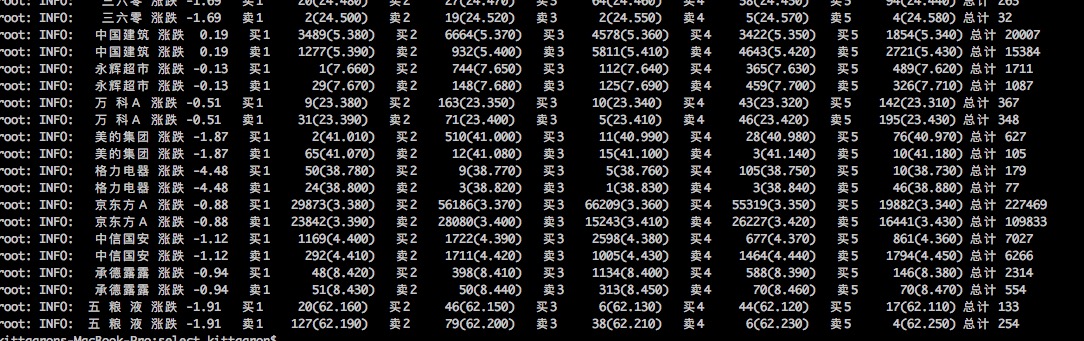 root: INFO: 三六零 涨跌 -1.69 买1 20(24.480) 买2 27(24.470) 买3 64(24.460) 买4 38(24.450) 买5 94(24.440) 总计 263
root: INFO: 三六零 涨跌 -1.69 卖1 2(24.500) 卖2 19(24.520) 卖3 2(24.550) 卖4 5(24.570) 卖5 4(24.580) 总计 32
root: INFO: 中国建筑 涨跌 0.19 买1 3489(5.380) 买2 6664(5.370) 买3 4578(5.360) 买4 3422(5.350) 买5 1854(5.340) 总计 20007
root: INFO: 中国建筑 涨跌 0.19 卖1 1277(5.390) 卖2 932(5.400) 卖3 5811(5.410) 卖4 4643(5.420) 卖5 2721(5.430) 总计 15384
root: INFO: 永辉超市 涨跌 -0.13 买1 1(7.660) 买2 744(7.650) 买3 112(7.640) 买4 365(7.630) 买5 489(7.620) 总计 1711
root: INFO: 永辉超市 涨跌 -0.13 卖1 29(7.670) 卖2 148(7.680) 卖3 125(7.690) 卖4 459(7.700) 卖5 326(7.710) 总计 1087
root: INFO: 万 科A 涨跌 -0.51 买1 9(23.380) 买2 163(23.350) 买3 10(23.340) 买4 43(23.320) 买5 142(23.310) 总计 367
root: INFO: 万 科A 涨跌 -0.51 卖1 31(23.390) 卖2 71(23.400) 卖3 5(23.410) 卖4 46(23.420) 卖5 195(23.430) 总计 348
root: INFO: 美的集团 涨跌 -1.87 买1 2(41.010) 买2 510(41.000) 买3 11(40.990) 买4 28(40.980) 买5 76(40.970) 总计 627
root: INFO: 美的集团 涨跌 -1.87 卖1 65(41.070) 卖2 12(41.080) 卖3 15(41.100) 卖4 3(41.140) 卖5 10(41.180) 总计 105
root: INFO: 格力电器 涨跌 -4.48 买1 50(38.780) 买2 9(38.770) 买3 5(38.760) 买4 105(38.750) 买5 10(38.730) 总计 179
root: INFO: 格力电器 涨跌 -4.48 卖1 24(38.800) 卖2 3(38.820) 卖3 1(38.830) 卖4 3(38.840) 卖5 46(38.880) 总计 77
root: INFO: 京东方A 涨跌 -0.88 买1 29873(3.380) 买2 56186(3.370) 买3 66209(3.360) 买4 55319(3.350) 买5 19882(3.340) 总计 227469
root: INFO: 京东方A 涨跌 -0.88 卖1 23842(3.390) 卖2 28080(3.400) 卖3 15243(3.410) 卖4 26227(3.420) 卖5 16441(3.430) 总计 109833
root: INFO: 中信国安 涨跌 -1.12 买1 1169(4.400) 买2 1722(4.390) 买3 2598(4.380) 买4 677(4.370) 买5 861(4.360) 总计 7027
root: INFO: 中信国安 涨跌 -1.12 卖1 292(4.410) 卖2 1711(4.420) 卖3 1005(4.430) 卖4 1464(4.440) 卖5 1794(4.450) 总计 6266
root: INFO: 承德露露 涨跌 -0.94 买1 48(8.420) 买2 398(8.410) 买3 1134(8.400) 买4 588(8.390) 买5 146(8.380) 总计 2314
root: INFO: 承德露露 涨跌 -0.94 卖1 51(8.430) 卖2 50(8.440) 卖3 313(8.450) 卖4 70(8.460) 卖5 70(8.470) 总计 554
root: INFO: 五 粮 液 涨跌 -1.91 买1 20(62.160) 买2 46(62.150) 买3 6(62.130) 买4 44(62.120) 买5 17(62.110) 总计 133
root: INFO: 五 粮 液 涨跌 -1.91 卖1 127(62.190) 卖2 79(62.200) 卖3 38(62.210) 卖4 6(62.230) 卖5 4(62.250) 总计 254